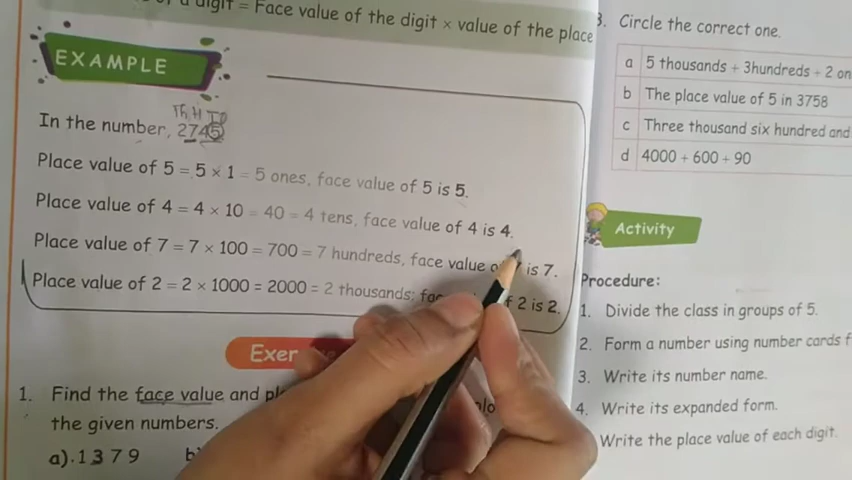 a digit = Face value of the digit × value of the place
EXAMPLE
Th H T O
In the number, 2745
Place value of 5 = 5 × 1 = 5 ones, face value of 5 is 5.
Place value of 4 = 4 × 10 = 40 = 4 tens, face value of 4 is 4.
Place value of 7 = 7 × 100 = 700 = 7 hundreds, face value is 7.
Place value of 2 = 2 × 1000 = 2000 = 2 thousands; 2 is 2.
1. Find the face value and
the given numbers.
a). 1 3 7 9
3. Circle the correct one.
a 5 thousands + 3hundreds + 2
b The place value of 5 in 3758
c Three thousand six hundred and
d 4000 + 600 + 90
Activity
Procedure:
1. Divide the class in groups of 5.
2. Form a number using number cards
3. Write its number name.
4. Write its expanded form.
Write the place value of each digit.